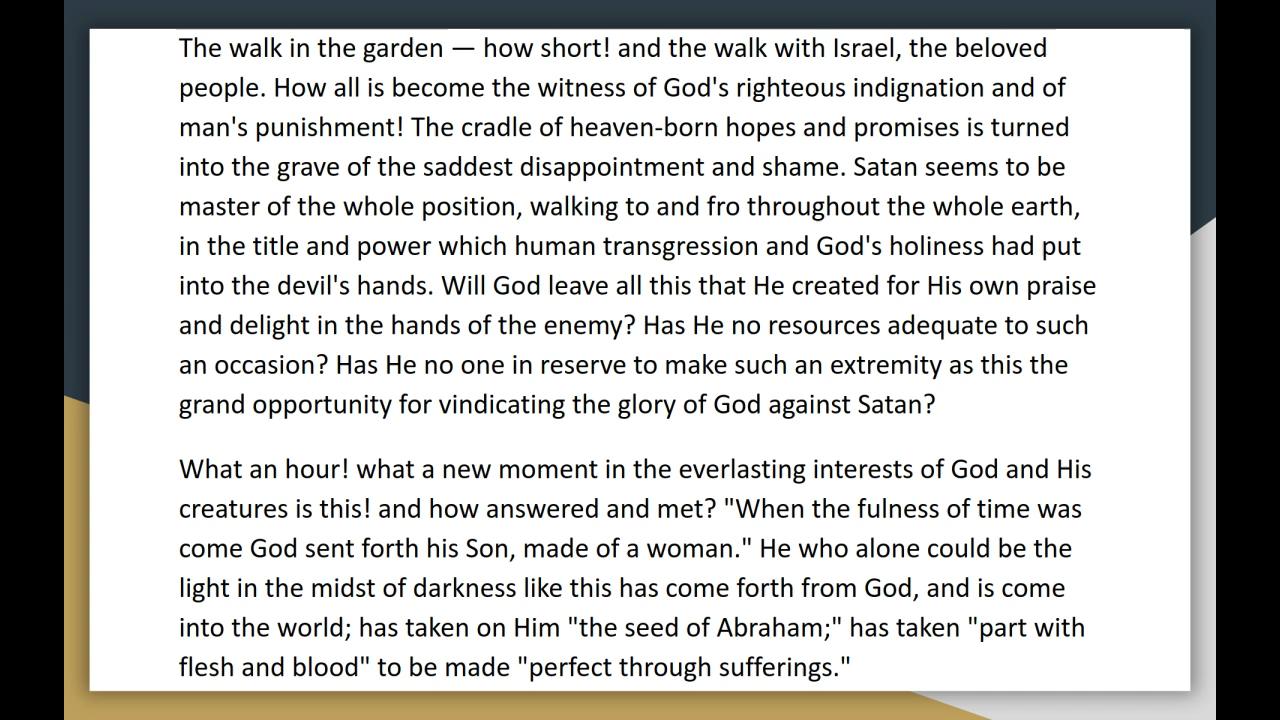 The walk in the garden — how short! and the walk with Israel, the beloved
people. How all is become the witness of God's righteous indignation and of
man's punishment! The cradle of heaven-born hopes and promises is turned
into the grave of the saddest disappointment and shame. Satan seems to be
master of the whole position, walking to and fro throughout the whole earth,
in the title and power which human transgression and God's holiness had put
into the devil's hands. Will God leave all this that He created for His own praise
and delight in the hands of the enemy? Has He no resources adequate to such
an occasion? Has He no one in reserve to make such an extremity as this the
grand opportunity for vindicating the glory of God against Satan?
What an hour! what a new moment in the everlasting interests of God and His
creatures is this! and how answered and met? "When the fulness of time was
come God sent forth his Son, made of a woman." He who alone could be the
light in the midst of darkness like this has come forth from God, and is come
into the world; has taken on Him "the seed of Abraham;" has taken "part with
flesh and blood" to be made "perfect through sufferings."